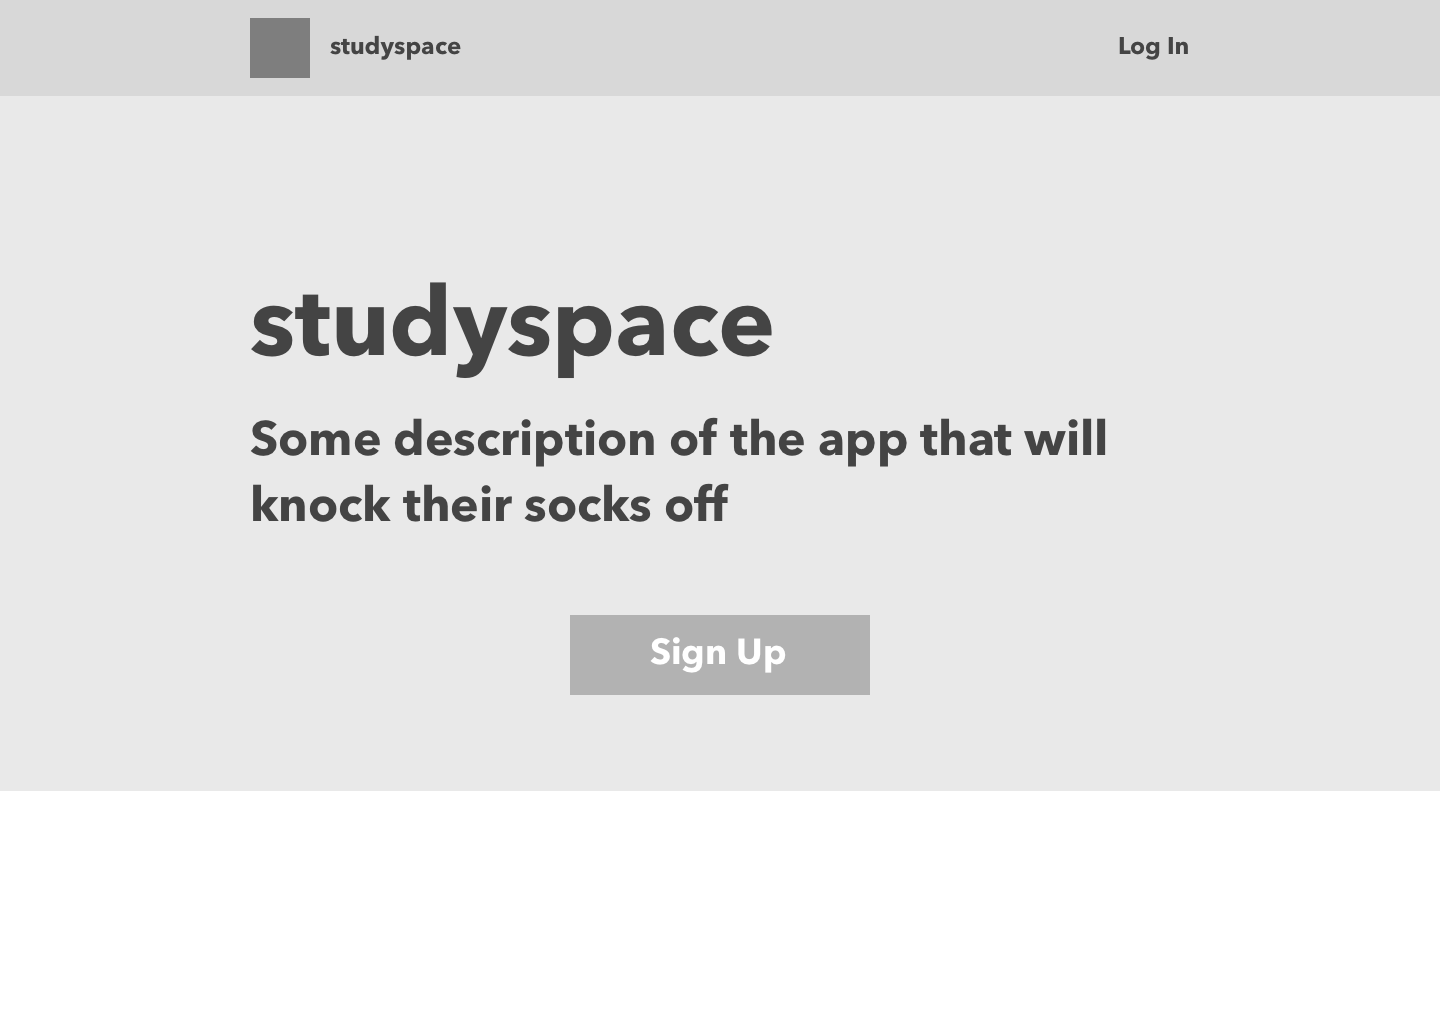 studyspace
Log In
studyspace
Some description of the app that will
knock their socks off
Sign Up